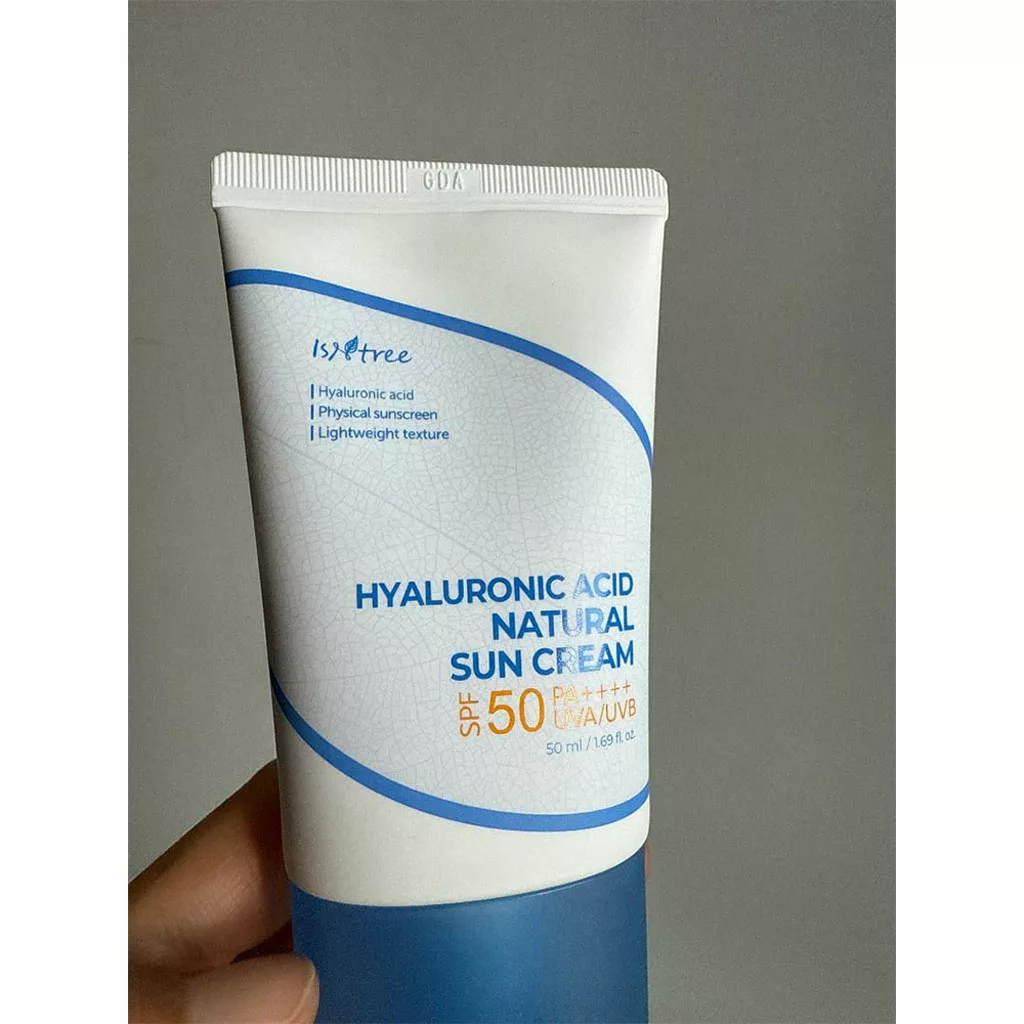 GDA
Isntree
Hyaluronic acid
Physical sunscreen
Lightweight texture
HYALURONIC ACID
NATURAL
SUN CREAM
SPF 50 PA++++
UVA/UVB
50 ml / 1.69 fl. oz.